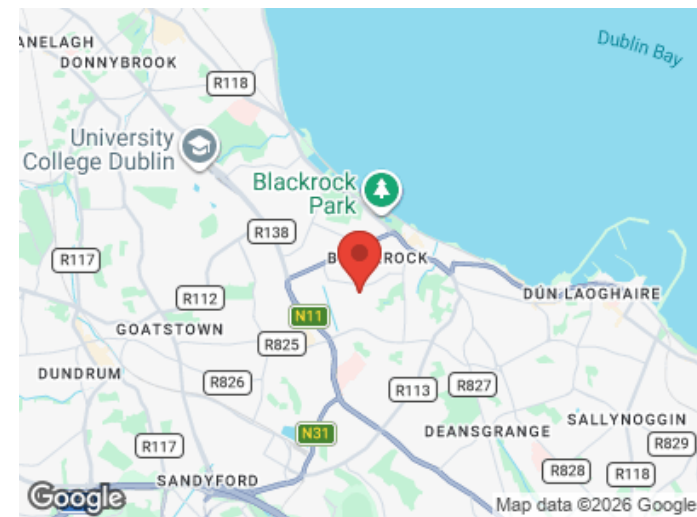 ANELAGH
DONNYBROOK
Dublin Bay
R118
University
College Dublin
Blackrock
Park
R138
R117
B
ROCK
R112
DÚN LAOGHAIRE
N11
GOATSTOWN
R825
DUNDRUM
R826
R113
R827
SALLYNOGGIN
N31
DEANSGRANGE
R829
R117
R828
R118
SANDYFORD
Google
Map data ©2026 Google